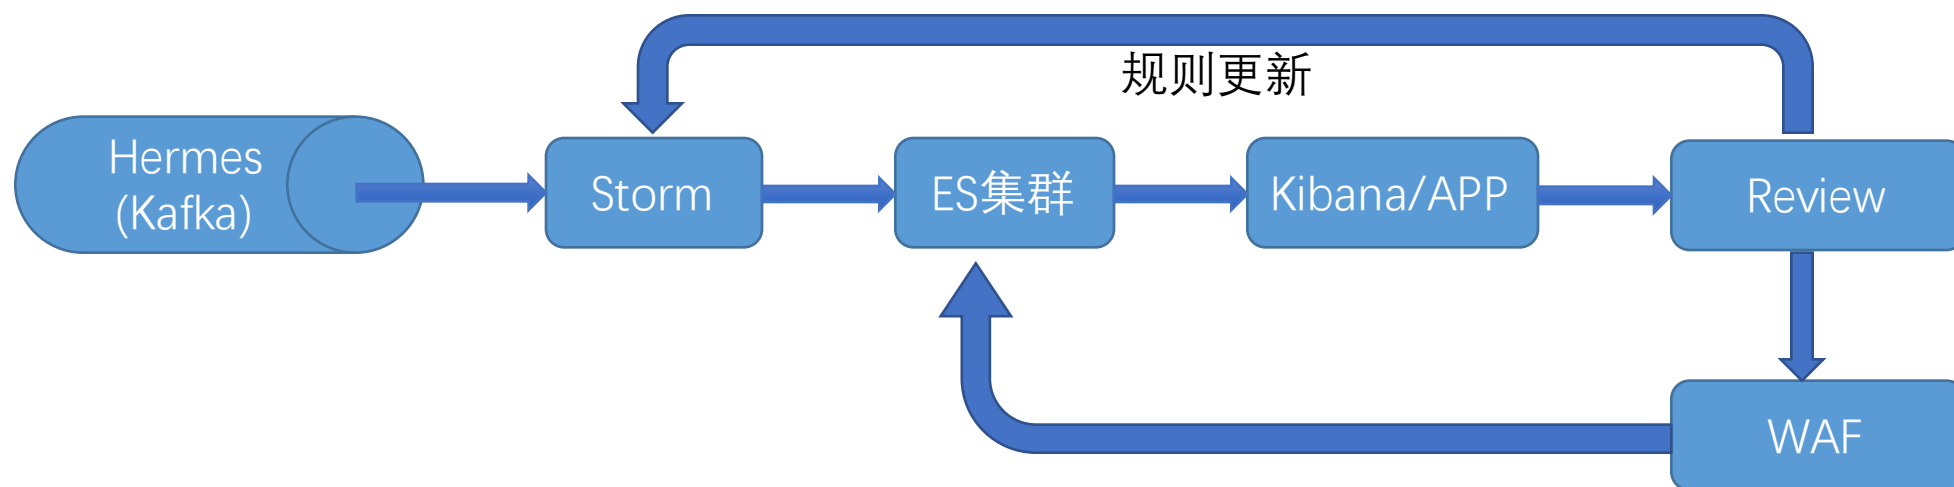 规则更新
Hermes
(Kafka)
Storm
ES集群
Kibana/APP
Review
WAF